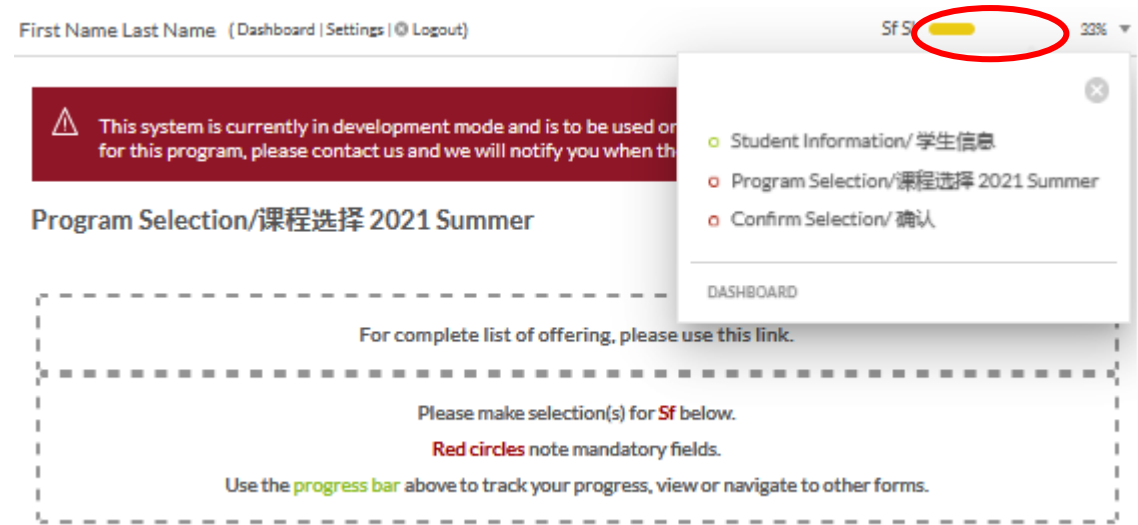 First Name Last Name (Dashboard | Settings | Logout)
Sf S
33%
This system is currently in development mode and is to be used or
for this program, please contact us and we will notify you when th
Student Information/ 学生信息
Program Selection/课程选择 2021 Summer
Confirm Selection/ 确认
DASHBOARD
Program Selection/课程选择 2021 Summer
For complete list of offering, please use this link.
Please make selection(s) for Sf below.
Red circles note mandatory fields.
Use the progress bar above to track your progress, view or navigate to other forms.